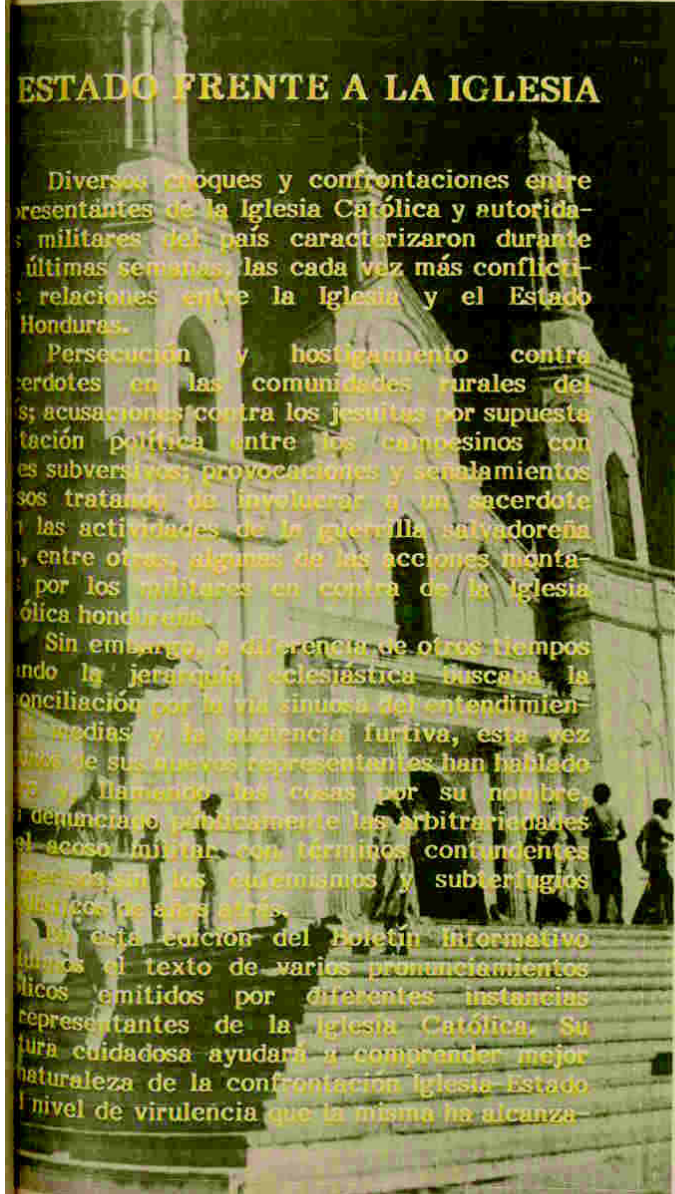 ESTADO FRENTE A LA IGLESIA
Diversos choques y confrontaciones entre
presentantes de la Iglesia Católica y autorida-
s militares del país caracterizaron durante
últimas semanas, las cada vez más conflicti-
s relaciones entre la Iglesia y el Estado
Honduras.
Persecución y hostigamiento contra
cerdotes en las comunidades rurales del
s; acusaciones contra los jesuitas por supuesta
tación política entre los campesinos con
es subversivos; provocaciones y señalamientos
sos tratando de involucrar a un sacerdote
n las actividades de la guerrilla salvadoreña
n, entre otras, algunas de las acciones monta-
s por los militares en contra de la Iglesia
ólica hondureña.
Sin embargo, a diferencia de otros tiempos
ando la jerarquía eclesiástica buscaba la
onciliación por la vía sinuosa del entendimien-
medias y la audiencia furtiva, esta vez
unos de sus nuevos representantes han hablado
y, llamando las cosas por su nombre,
denunciado públicamente las arbitrariedades
el acoso militar con términos contundentes
precisos, sin los eufemismos y subterfugios
de años atrás.
En esta edición del Boletín Informativo
el texto de varios pronunciamientos
blicos emitidos por diferentes instancias
representantes de la Iglesia Católica. Su
tura cuidadosa ayudará a comprender mejor
naturaleza de la confrontación Iglesia-Estado
l nivel de virulencia que la misma ha alcanza-